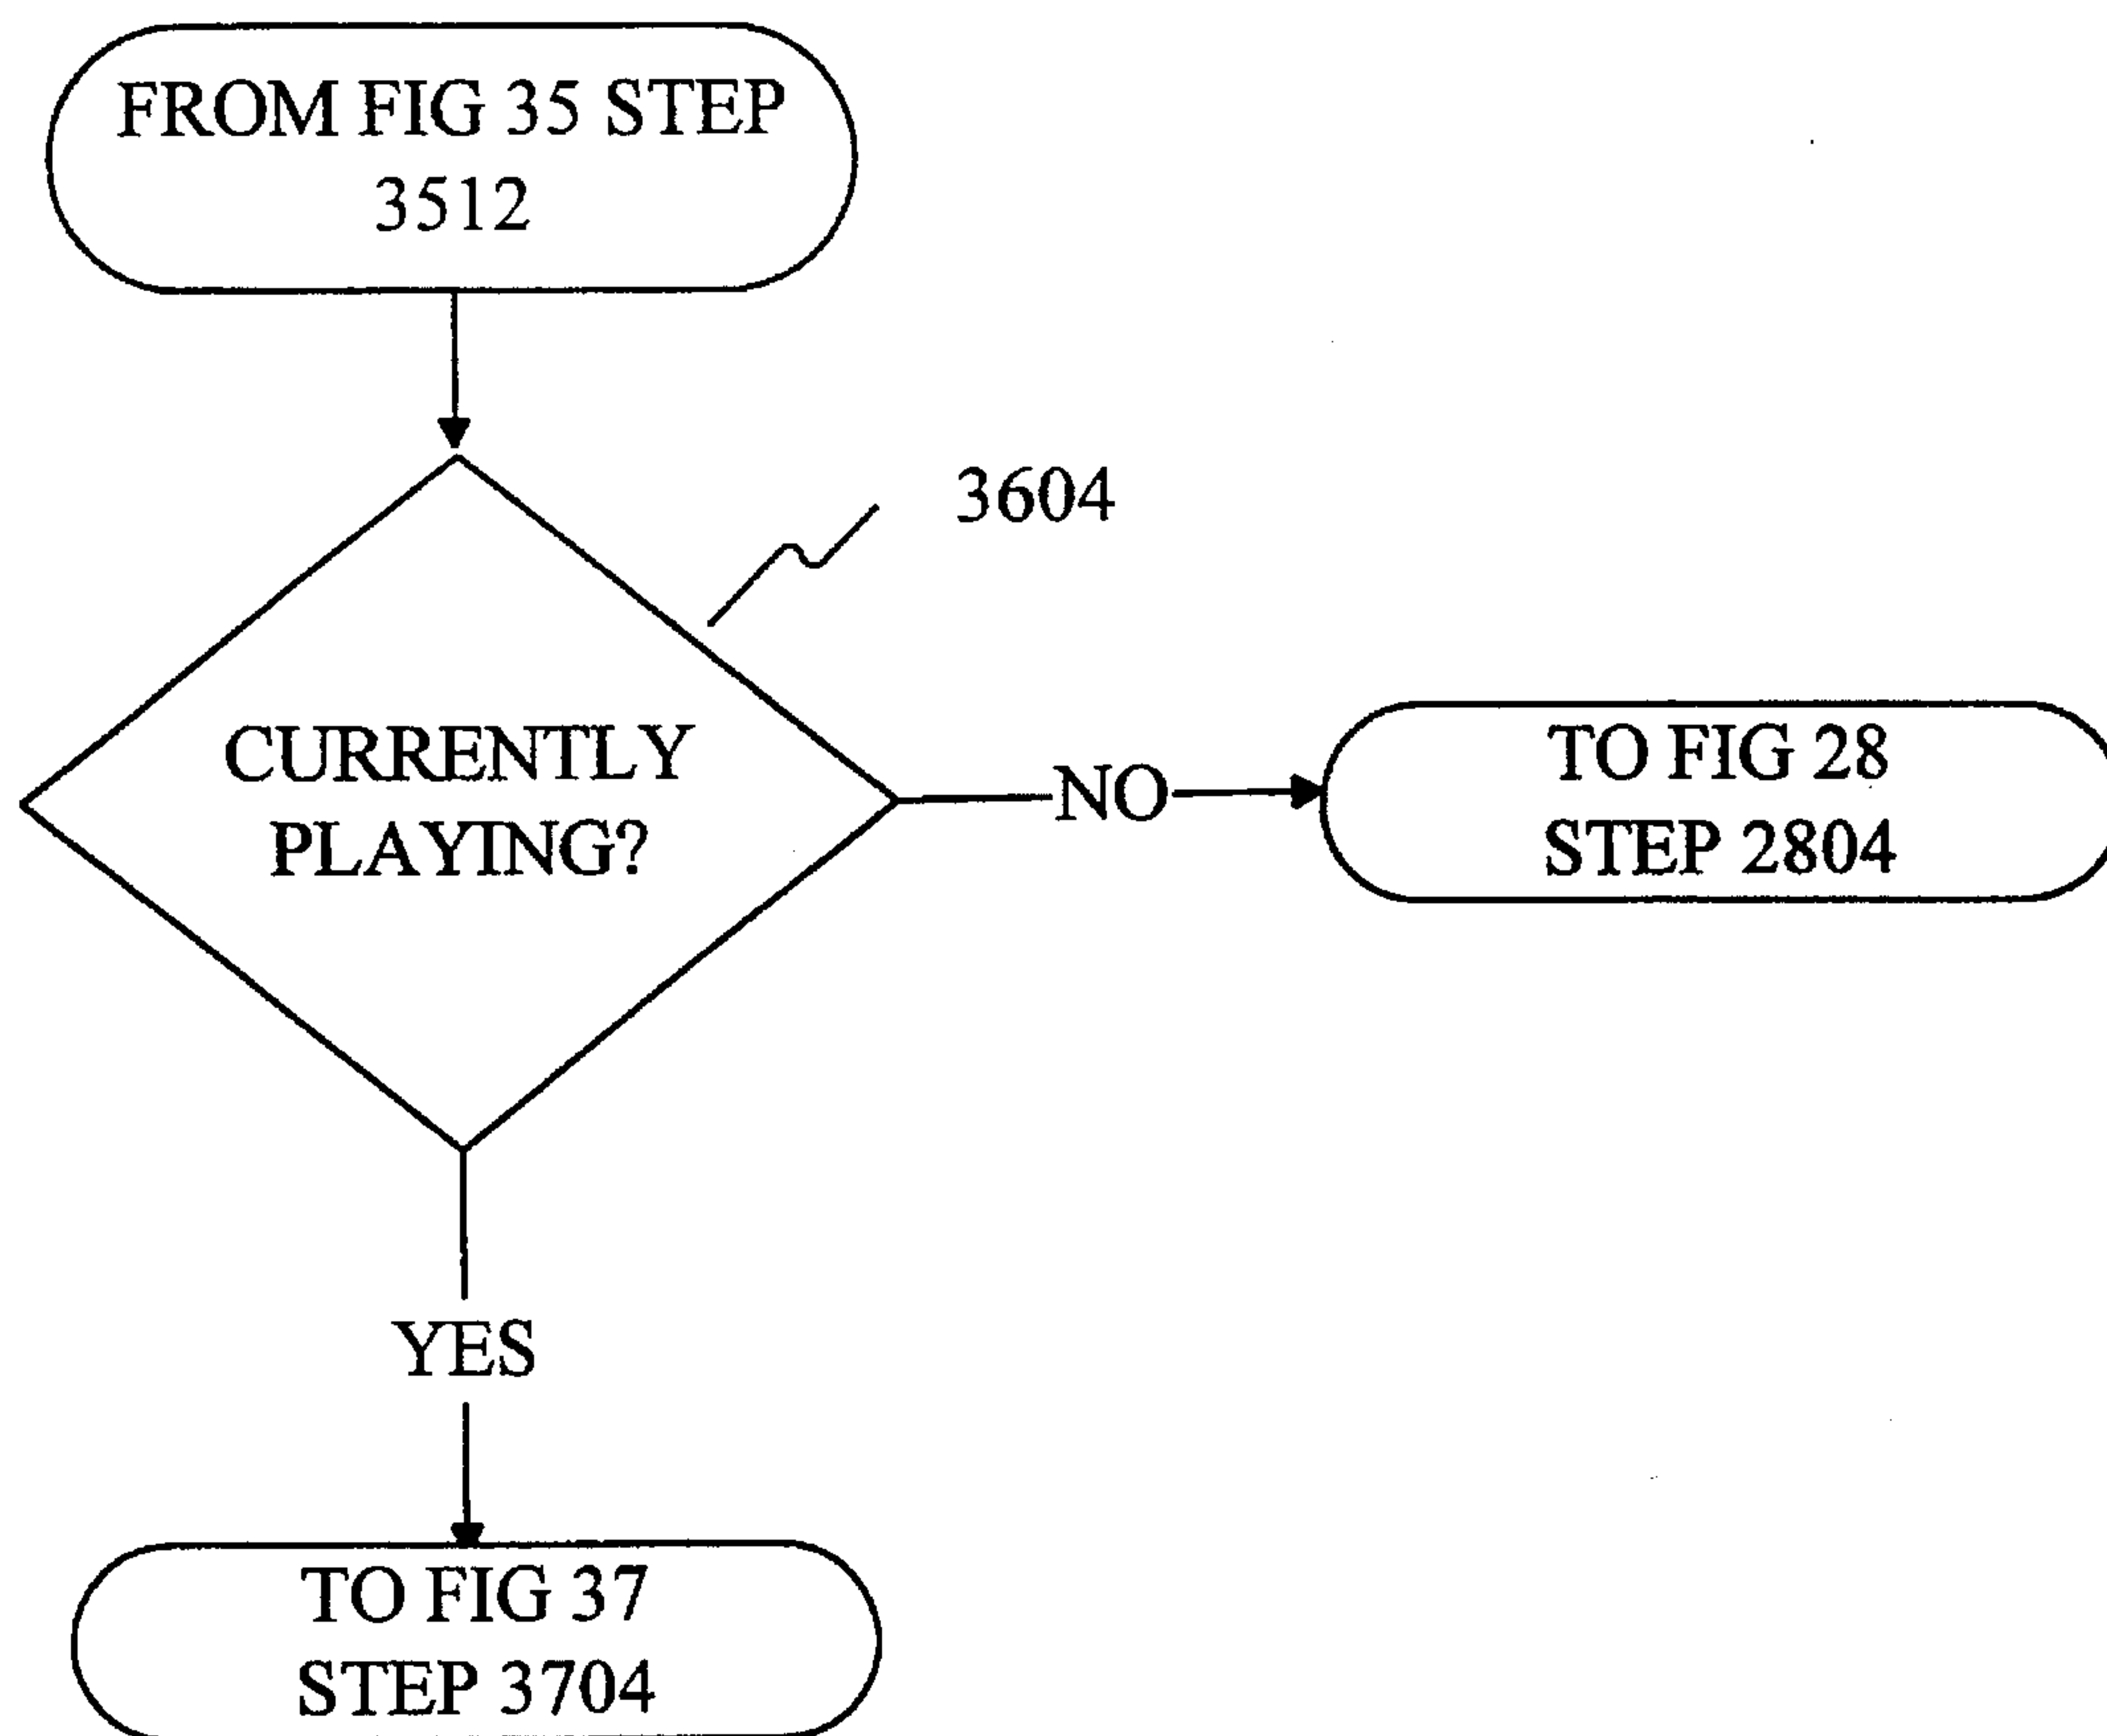 FROM FIG 35 STEP
3512
3604
CURRENTLY
PLAYING?
NO
TO FIG 28
STEP 2804
YES
TO FIG 37
STEP 3704